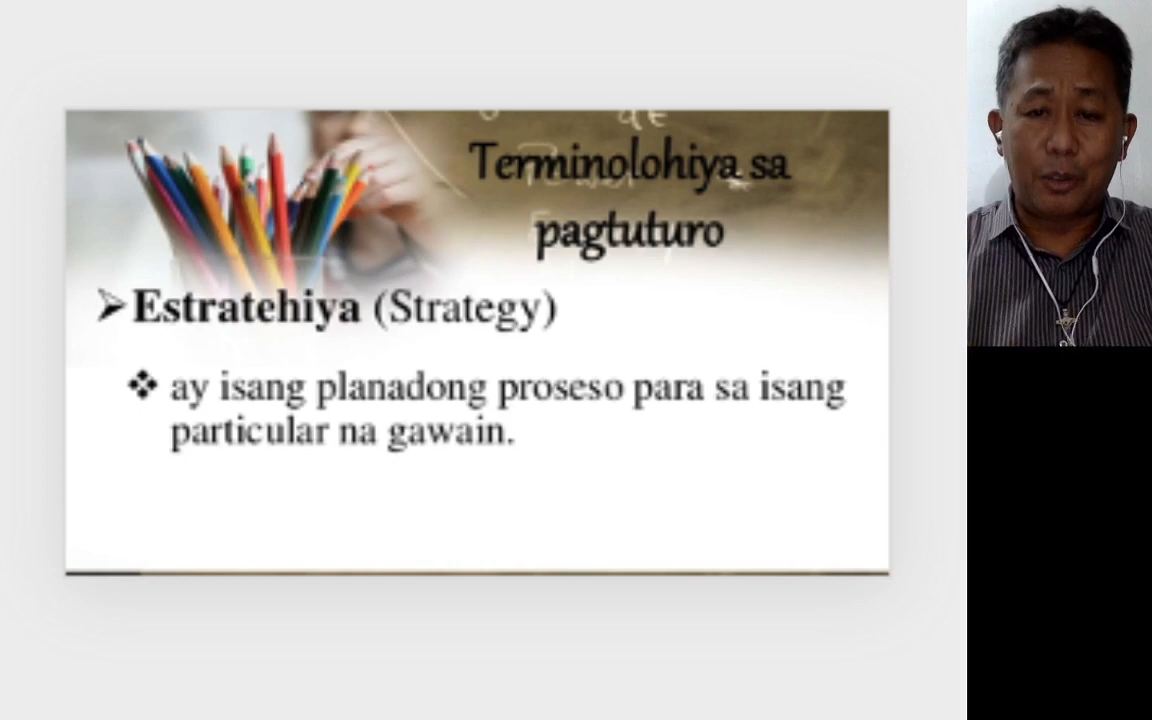 Terminolohiya sa
pagtuturo
➢Estratehiya (Strategy)
❖ ay isang planadong proseso para sa isang
particular na gawain.